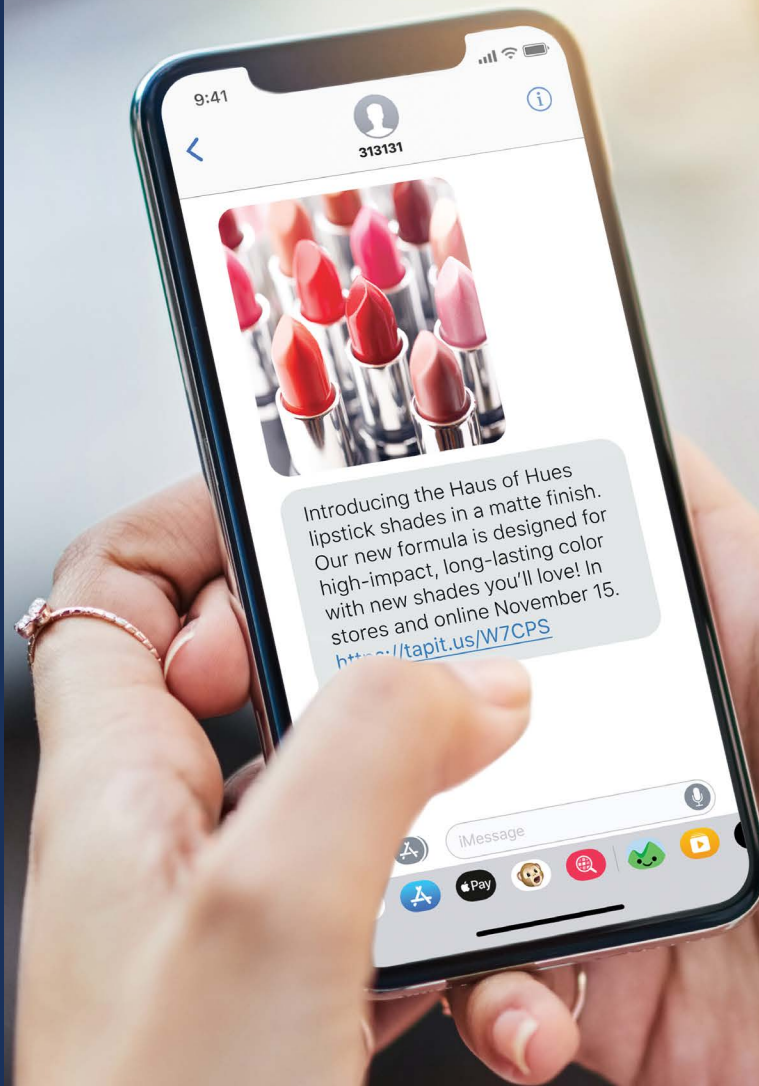 9:41
313131
Introducing the Haus of Hues
lipstick shades in a matte finish.
Our new formula is designed for
high-impact, long-lasting color
with new shades you'll love! In
stores and online November 15.
https://tapit.us/W7CPS
iMessage
Pay